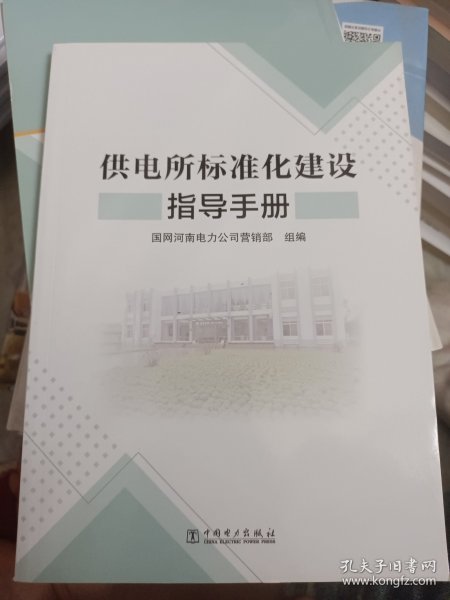 供电所标准化建设
指导手册
国网河南电力公司营销部 组编
中国电力出版社
CHINA ELECTRIC POWER PRESS
孔夫子旧书网
www.kongfz.com